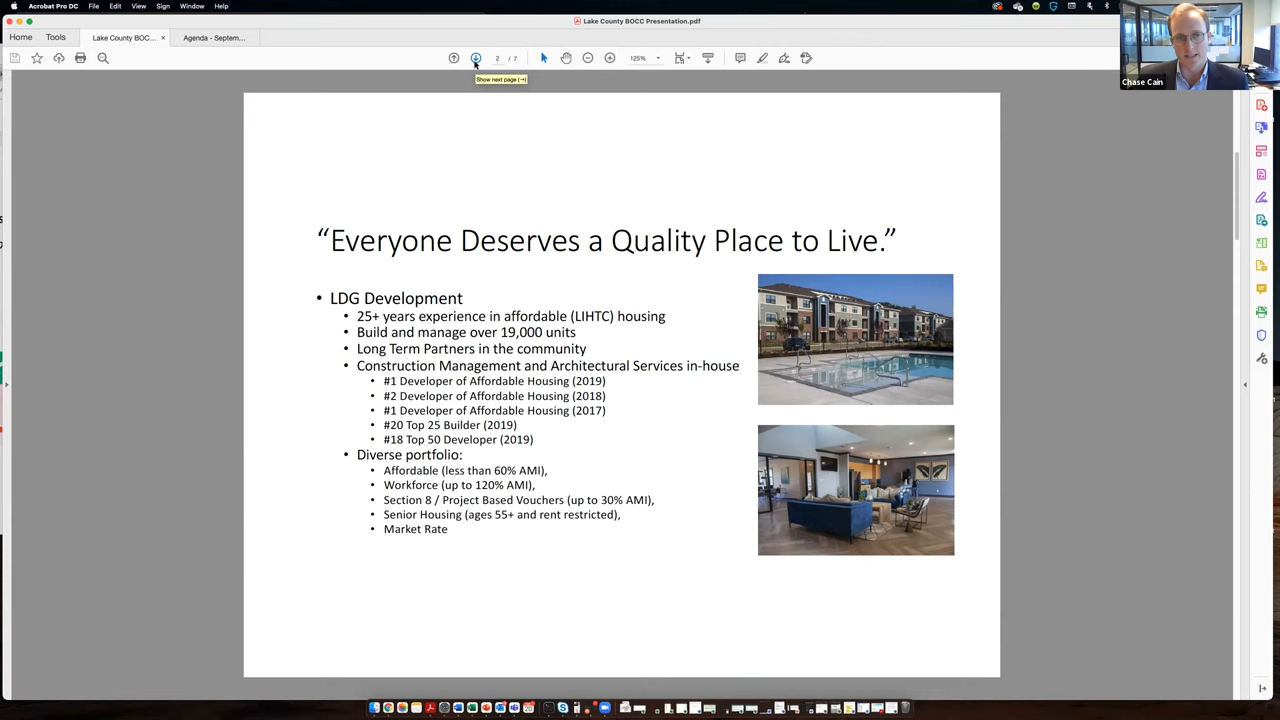 Acrobat Pro DC File Edit View Sign Window Help
Lake County BOCC Presentation.pdf
Home Tools Lake County BOC... × Agenda - Septem...
2 / 7 125%
Show next page (→)
Chase Cain
“Everyone Deserves a Quality Place to Live.”
• LDG Development
• 25+ years experience in affordable (LIHTC) housing
• Build and manage over 19,000 units
• Long Term Partners in the community
• Construction Management and Architectural Services in-house
• #1 Developer of Affordable Housing (2019)
• #2 Developer of Affordable Housing (2018)
• #1 Developer of Affordable Housing (2017)
• #20 Top 25 Builder (2019)
• #18 Top 50 Developer (2019)
• Diverse portfolio:
• Affordable (less than 60% AMI),
• Workforce (up to 120% AMI),
• Section 8 / Project Based Vouchers (up to 30% AMI),
• Senior Housing (ages 55+ and rent restricted),
• Market Rate